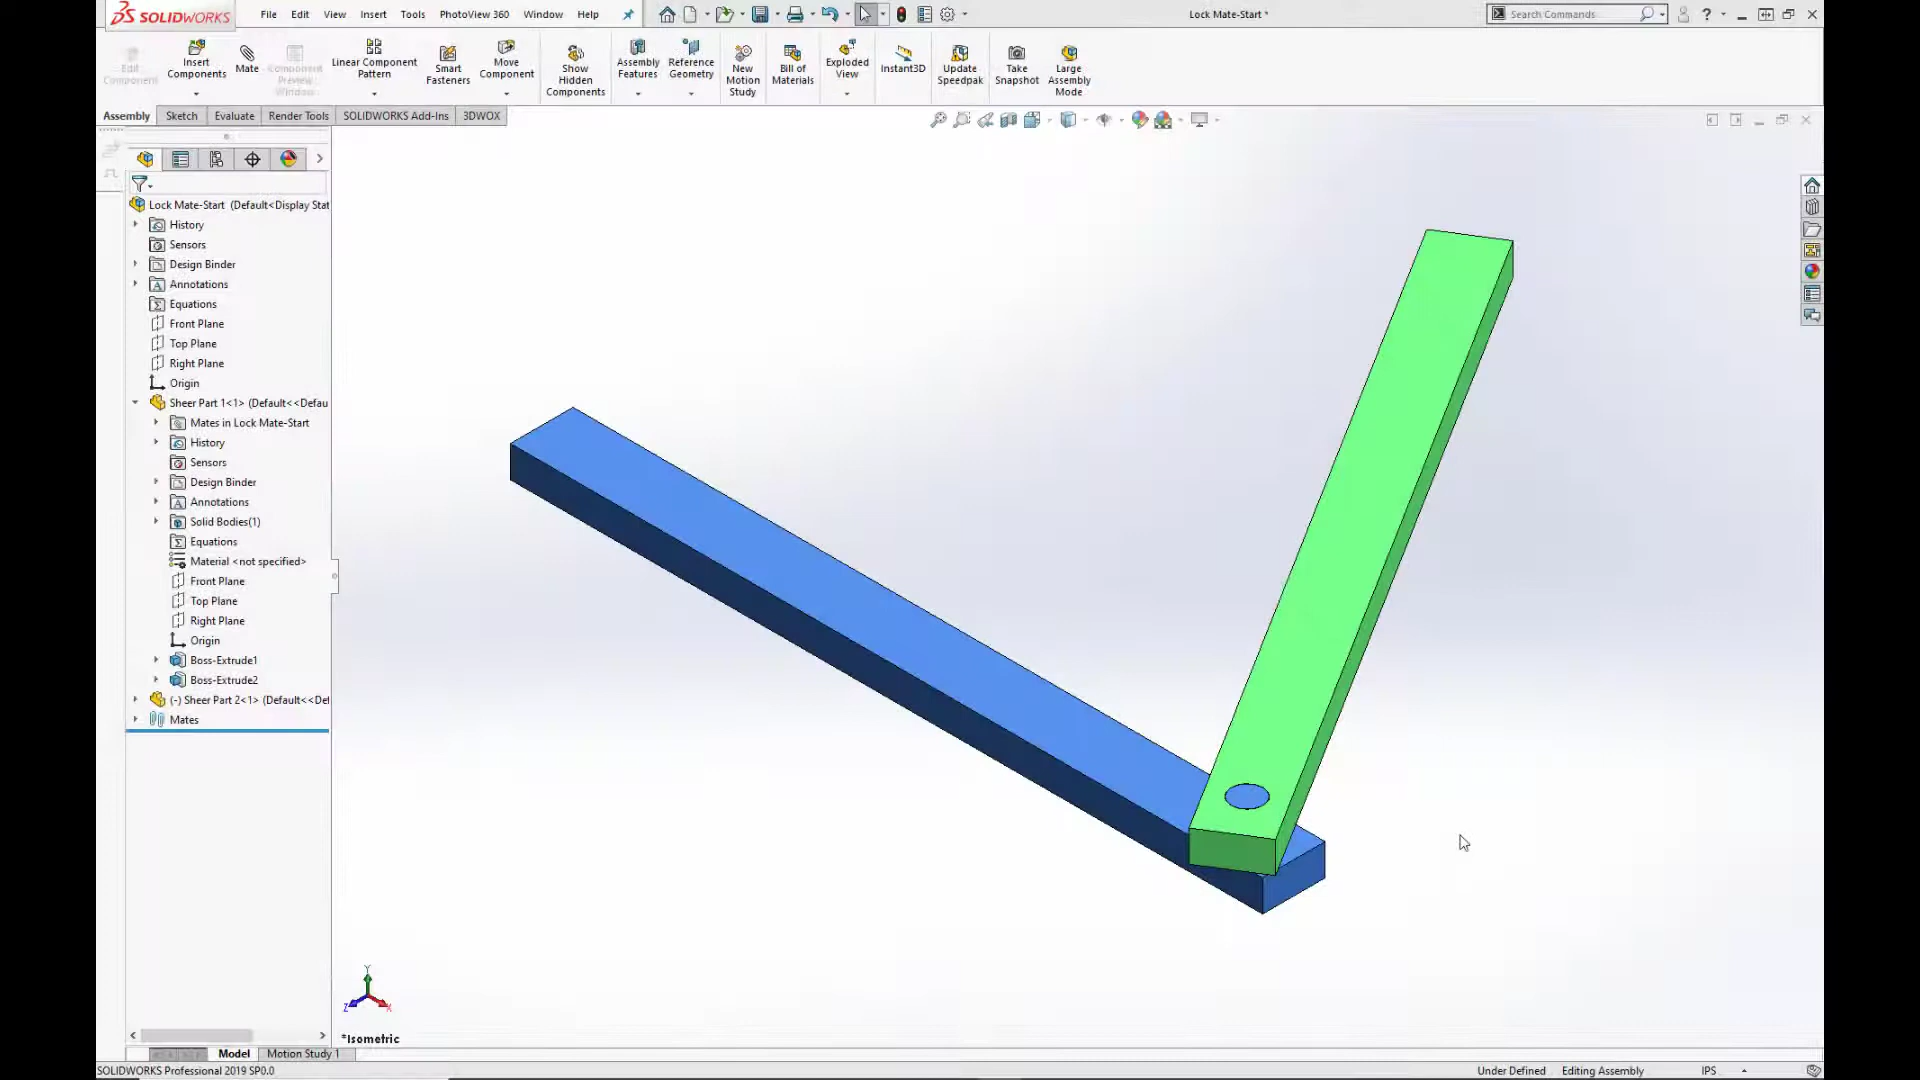 SOLIDWORKS
File Edit View Insert Tools PhotoView 360 Window Help
Lock Mate-Start *
Search Commands
?
Edit Component
Insert Components
Mate
Component Preview Window
Linear Component Pattern
Smart Fasteners
Move Component
Show Hidden Components
Assembly Features
Reference Geometry
New Motion Study
Bill of Materials
Exploded View
Instant3D
Update Speedpak
Take Snapshot
Large Assembly Mode
Assembly Sketch Evaluate Render Tools SOLIDWORKS Add-Ins 3DWOX
Lock Mate-Start (Default<Display Stat
History
Sensors
Design Binder
Annotations
Equations
Front Plane
Top Plane
Right Plane
Origin
Sheer Part 1<1> (Default<<Defau
Mates in Lock Mate-Start
History
Sensors
Design Binder
Annotations
Solid Bodies(1)
Equations
Material <not specified>
Front Plane
Top Plane
Right Plane
Origin
Boss-Extrude1
Boss-Extrude2
(-) Sheer Part 2<1> (Default<<Def
Mates
Y
Z
X
*Isometric
Model Motion Study 1
SOLIDWORKS Professional 2019 SP0.0
Under Defined Editing Assembly IPS